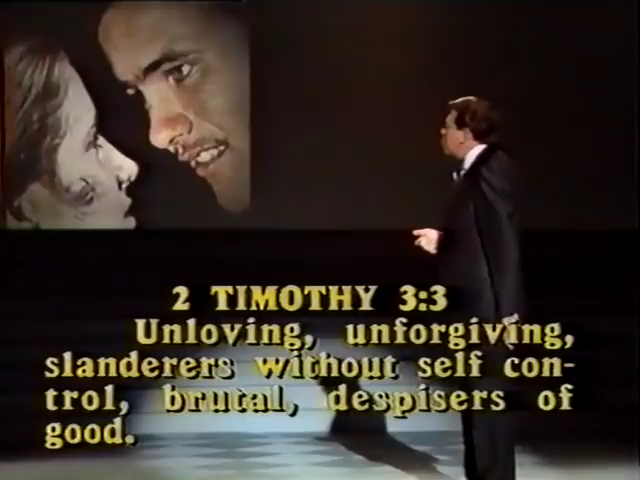 2 TIMOTHY 3:3
Unloving, unforgiving,
slanderers without self con-
trol, brutal, despisers of
good.